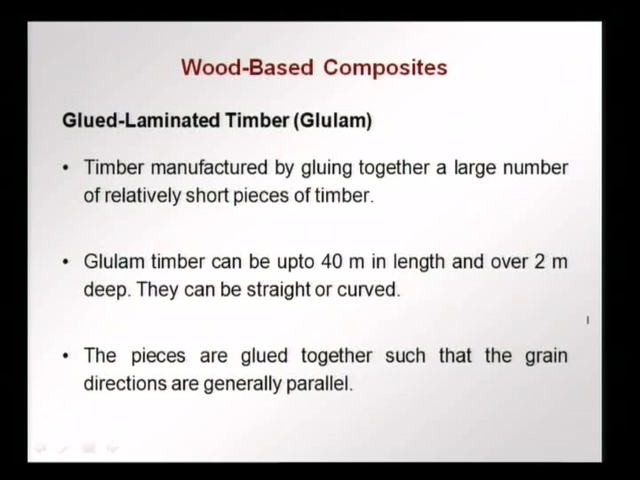 Wood-Based Composites
Glued-Laminated Timber (Glulam)
• Timber manufactured by gluing together a large number
of relatively short pieces of timber.
• Glulam timber can be upto 40 m in length and over 2 m
deep. They can be straight or curved.
• The pieces are glued together such that the grain
directions are generally parallel.